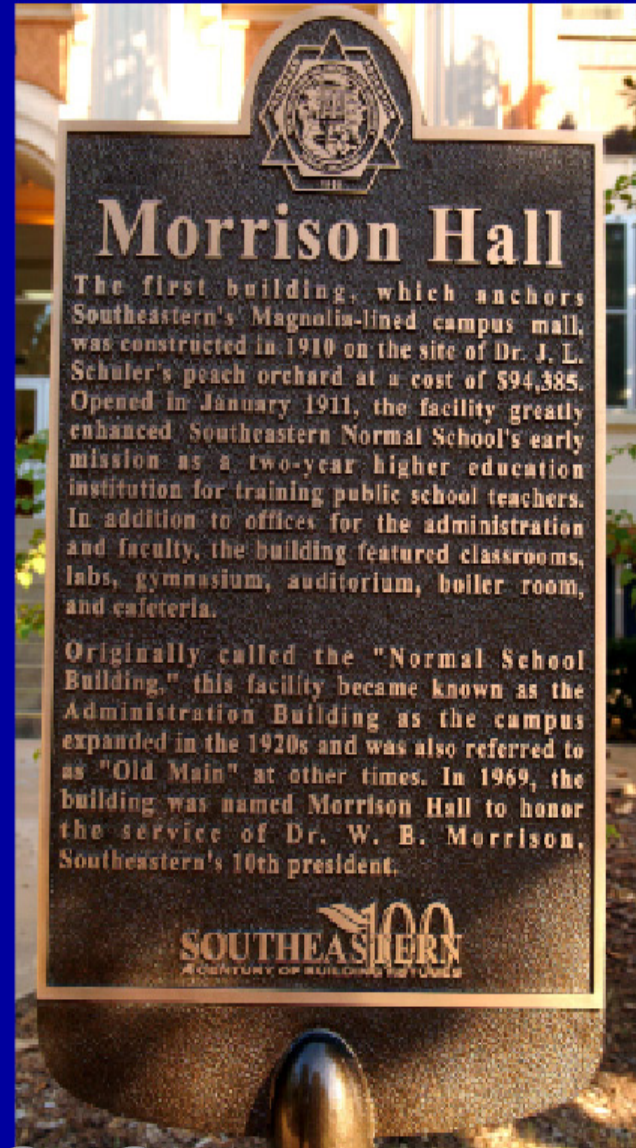 Morrison Hall
The first building, which anchors
Southeastern's Magnolia-lined campus mall,
was constructed in 1910 on the site of Dr. J. L.
Schuler's peach orchard at a cost of $94,385.
Opened in January 1911, the facility greatly
enhanced Southeastern Normal School's early
mission as a two-year higher education
institution for training public school teachers.
In addition to offices for the administration
and faculty, the building featured classrooms,
labs, gymnasium, auditorium, boiler room,
and cafeteria.
Originally called the "Normal School
Building," this facility became known as the
Administration Building as the campus
expanded in the 1920s and was also referred to
as "Old Main" at other times. In 1969, the
building was named Morrison Hall to honor
the service of Dr. W. B. Morrison,
Southeastern's 10th president.
100
SOUTHEASTERN
A CENTURY OF BUILDING FUTURES